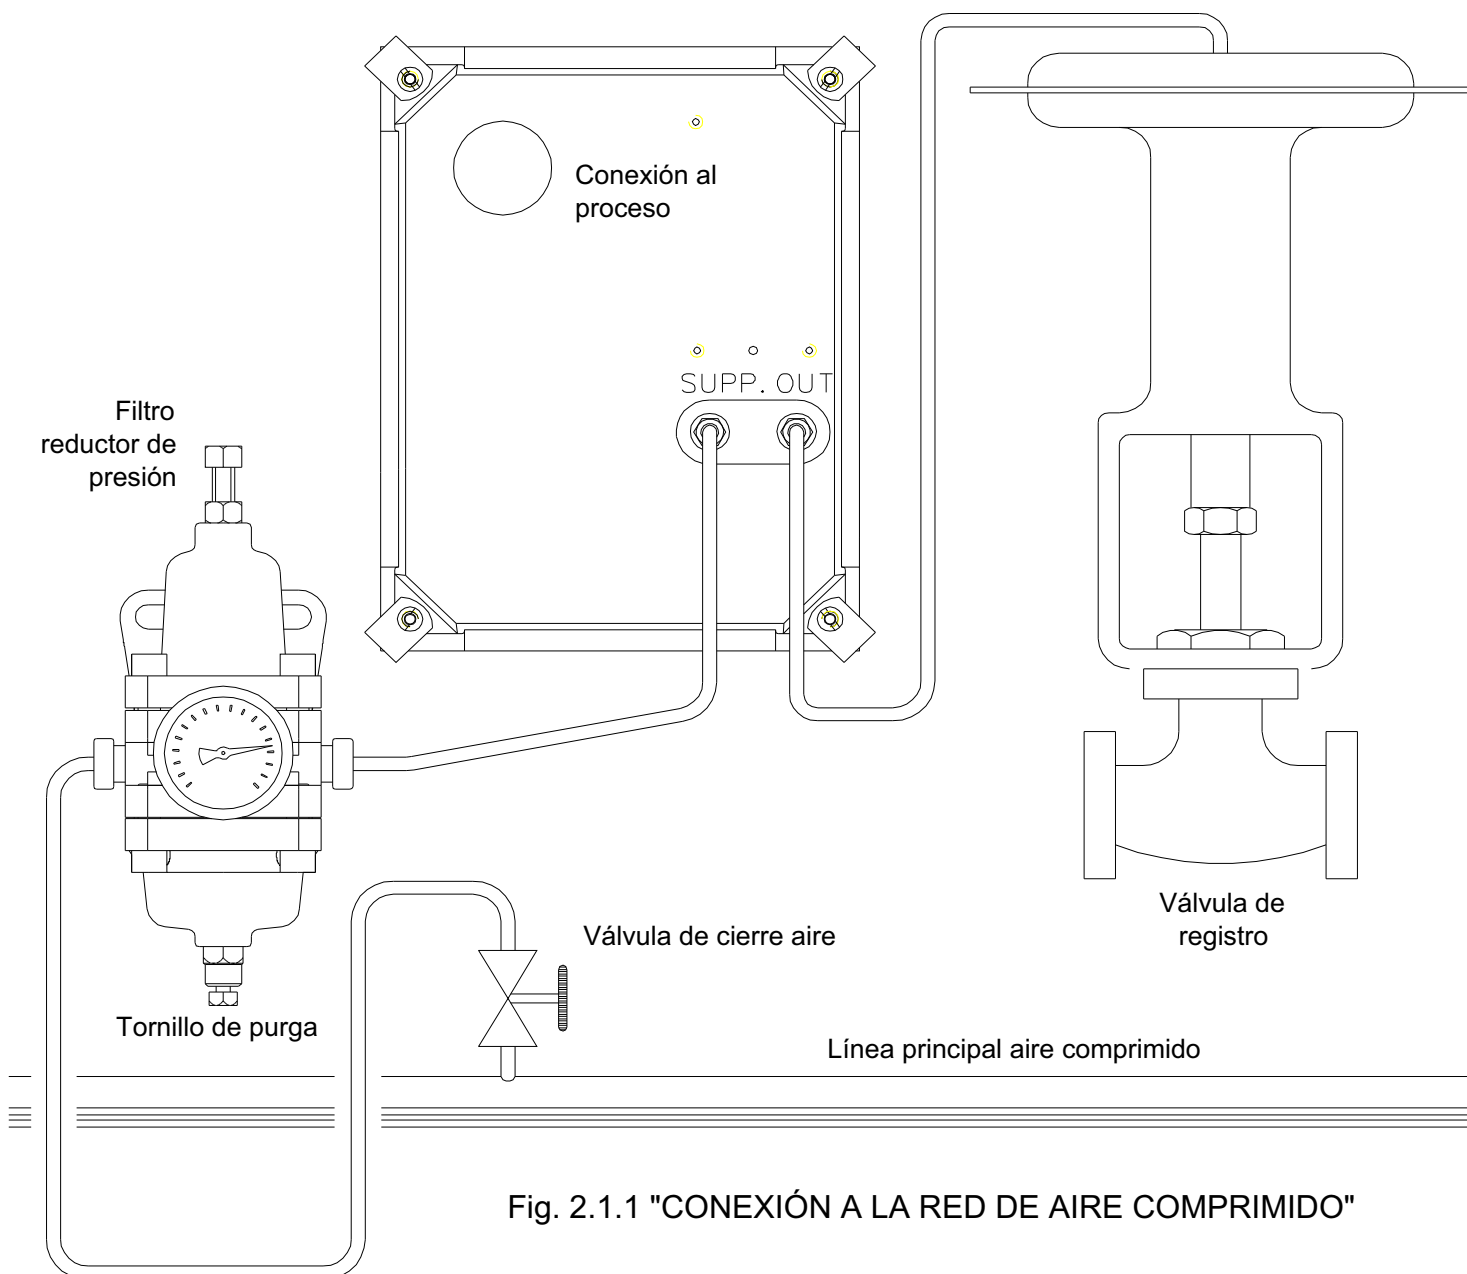 Conexión al
proceso
SUPP. OUT
Filtro
reductor de
presión
Válvula de
registro
Válvula de cierre aire
Tornillo de purga
Línea principal aire comprimido
Fig. 2.1.1 "CONEXIÓN A LA RED DE AIRE COMPRIMIDO"